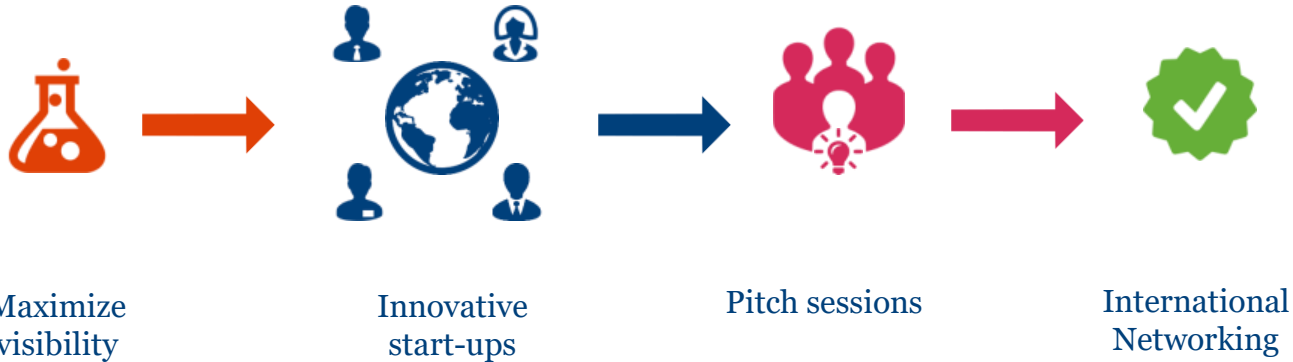 Maximize
visibility
Innovative
start-ups
Pitch sessions
International
Networking